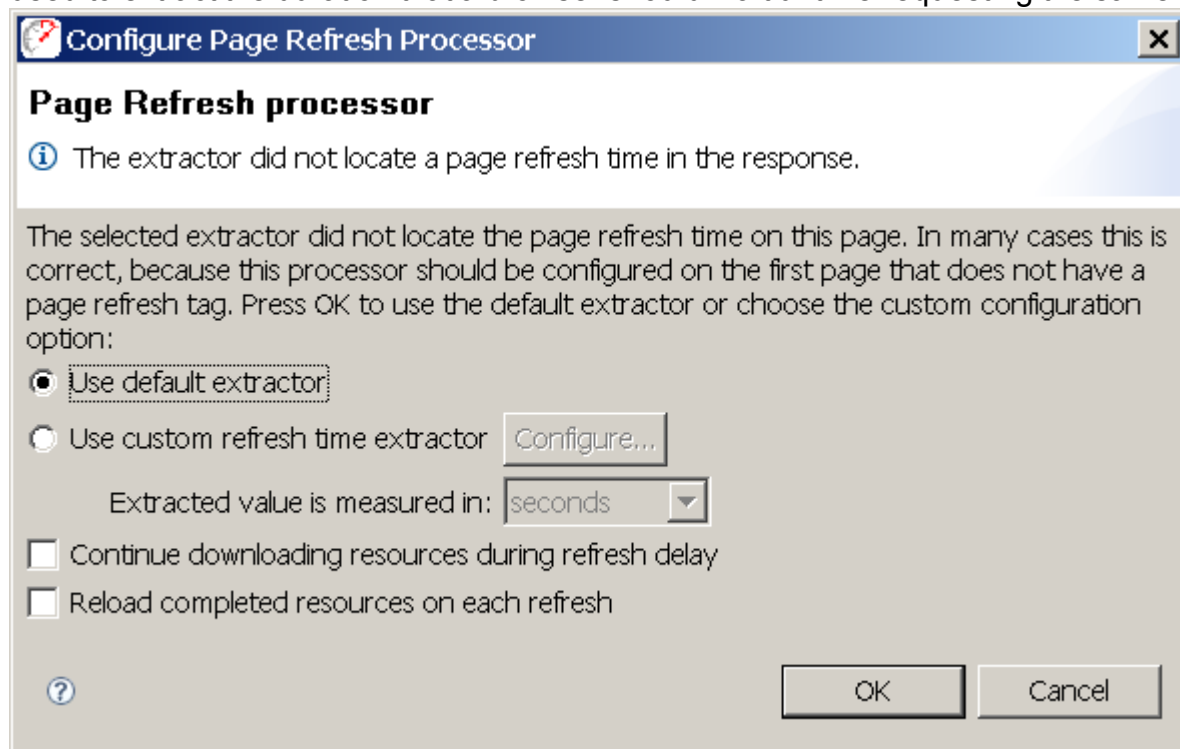 Configure Page Refresh Processor
Page Refresh processor
The extractor did not locate a page refresh time in the response.
The selected extractor did not locate the page refresh time on this page. In many cases this is
correct, because this processor should be configured on the first page that does not have a
page refresh tag. Press OK to use the default extractor or choose the custom configuration
option:
Use default extractor
Use custom refresh time extractor Configure...
Extracted value is measured in: seconds
Continue downloading resources during refresh delay
Reload completed resources on each refresh
OK Cancel